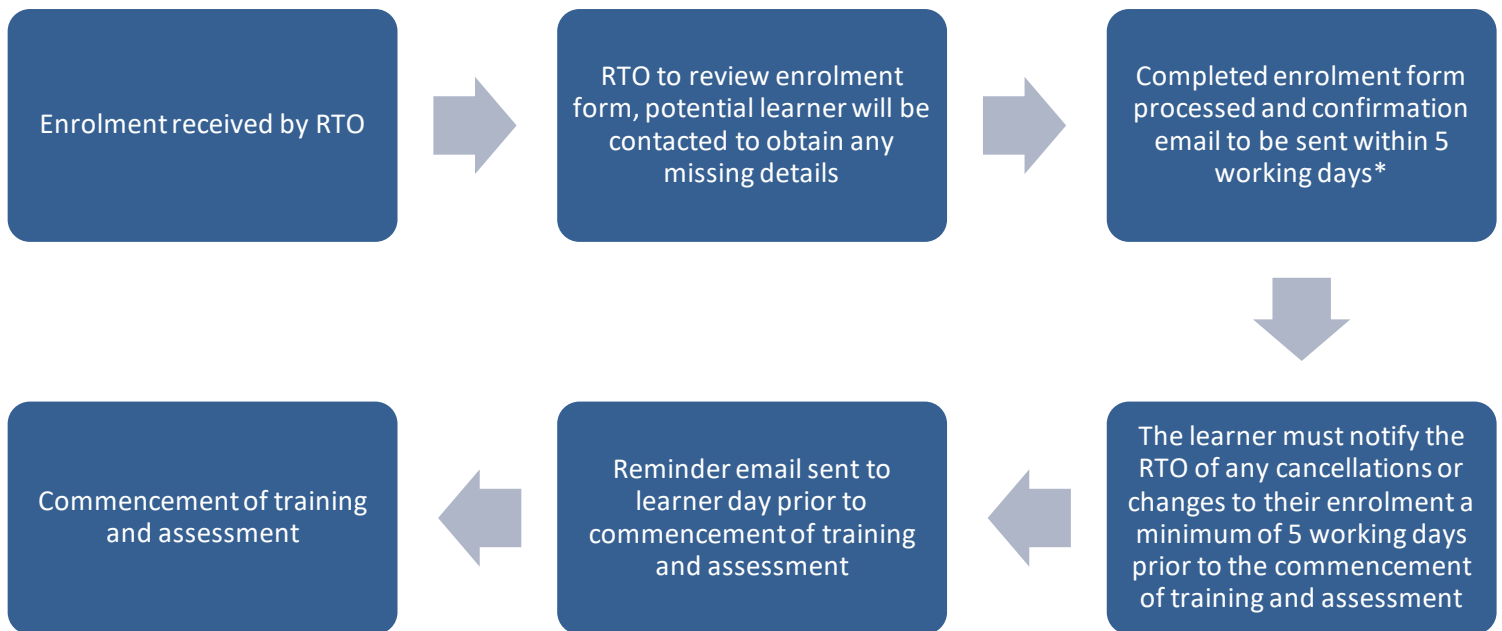 Enrolment received by RTO
RTO to review enrolment
form, potential learner will be
contacted to obtain any
missing details
Completed enrolment form
processed and confirmation
email to be sent within 5
working days*
The learner must notify the
RTO of any cancellations or
changes to their enrolment a
minimum of 5 working days
prior to the commencement
of training and assessment
Reminder email sent to
learner day prior to
commencement of training
and assessment
Commencement of training
and assessment